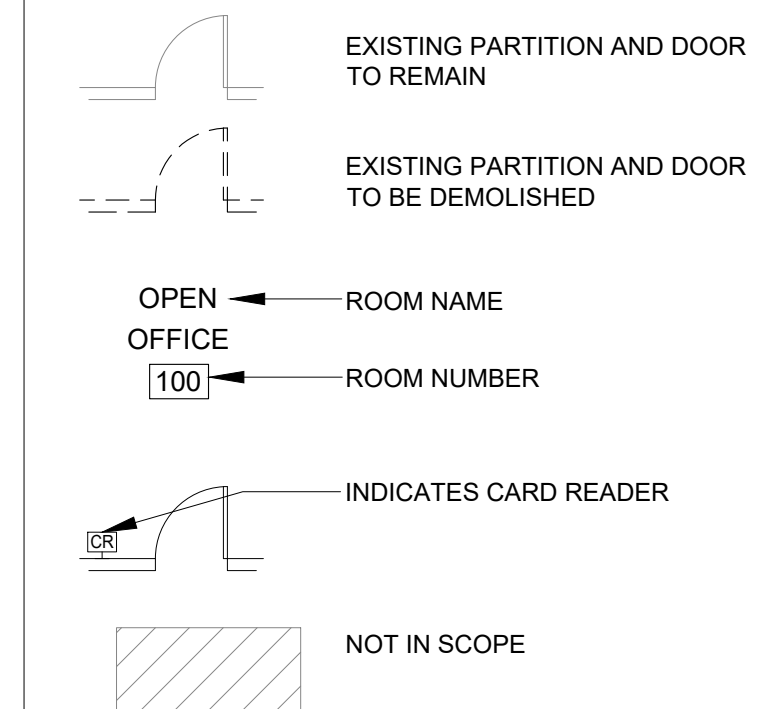 EXISTING PARTITION AND DOOR
TO REMAIN
EXISTING PARTITION AND DOOR
TO BE DEMOLISHED
OPEN
OFFICE
ROOM NAME
100
ROOM NUMBER
CR
INDICATES CARD READER
NOT IN SCOPE